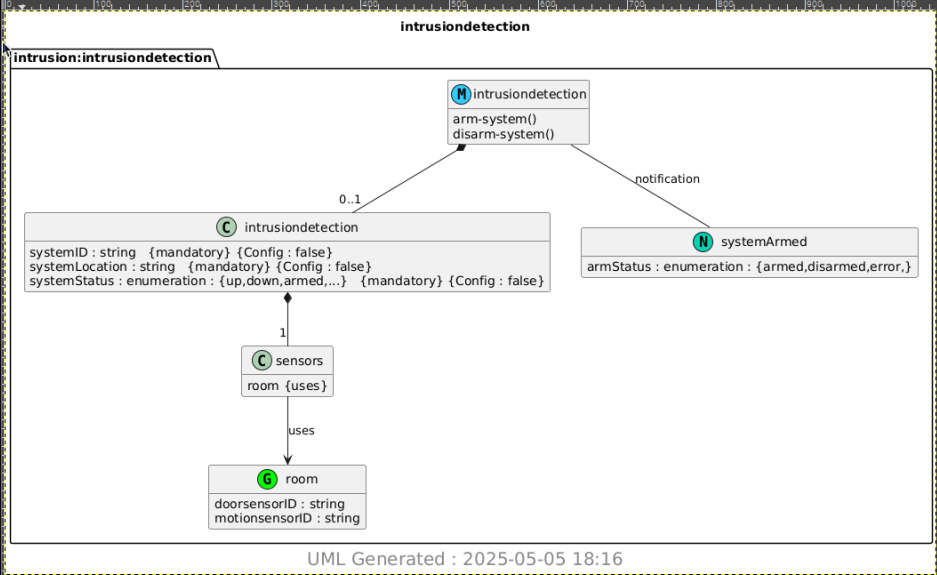 0 100 200 300 400 500 600 700 800 900 1000
intrusiondetection
intrusion:intrusiondetection
M intrusiondetection
arm-system()
disarm-system()
notification
0..1
C intrusiondetection
systemID : string {mandatory} {Config : false}
systemLocation : string {mandatory} {Config : false}
systemStatus : enumeration : {up,down,armed,...} {mandatory} {Config : false}
N systemArmed
armStatus : enumeration : {armed,disarmed,error,}
1
C sensors
room {uses}
uses
G room
doorsensorID : string
motionsensorID : string
UML Generated : 2025-05-05 18:16